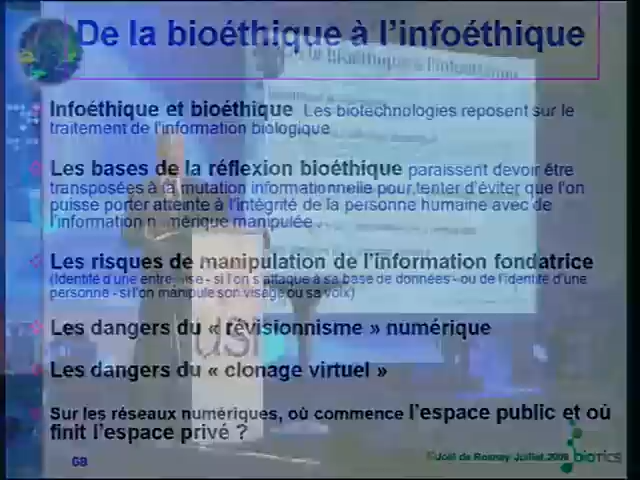 De la bioéthique à l'infoéthique
Infoéthique et bioéthique Les biotechnologies reposent sur le
traitement de l'information biologique
Les bases de la réflexion bioéthique paraissent devoir être
transposées à la mutation informationnelle pour tenter d'éviter que l'on
puisse porter atteinte à l'intégrité de la personne humaine avec de
l'information numérique manipulée
Les risques de manipulation de l'information fondatrice
(Identité d'une entreprise - si l'on s'attaque à sa base de données - ou de l'identité d'une
personne - si l'on manipule son visage ou sa voix)
Les dangers du « révisionnisme » numérique
Les dangers du « clonage virtuel »
Sur les réseaux numériques, où commence l'espace public et où
finit l'espace privé ?
68
© Joël de Rosnay Juillet 2008 biotics
usi